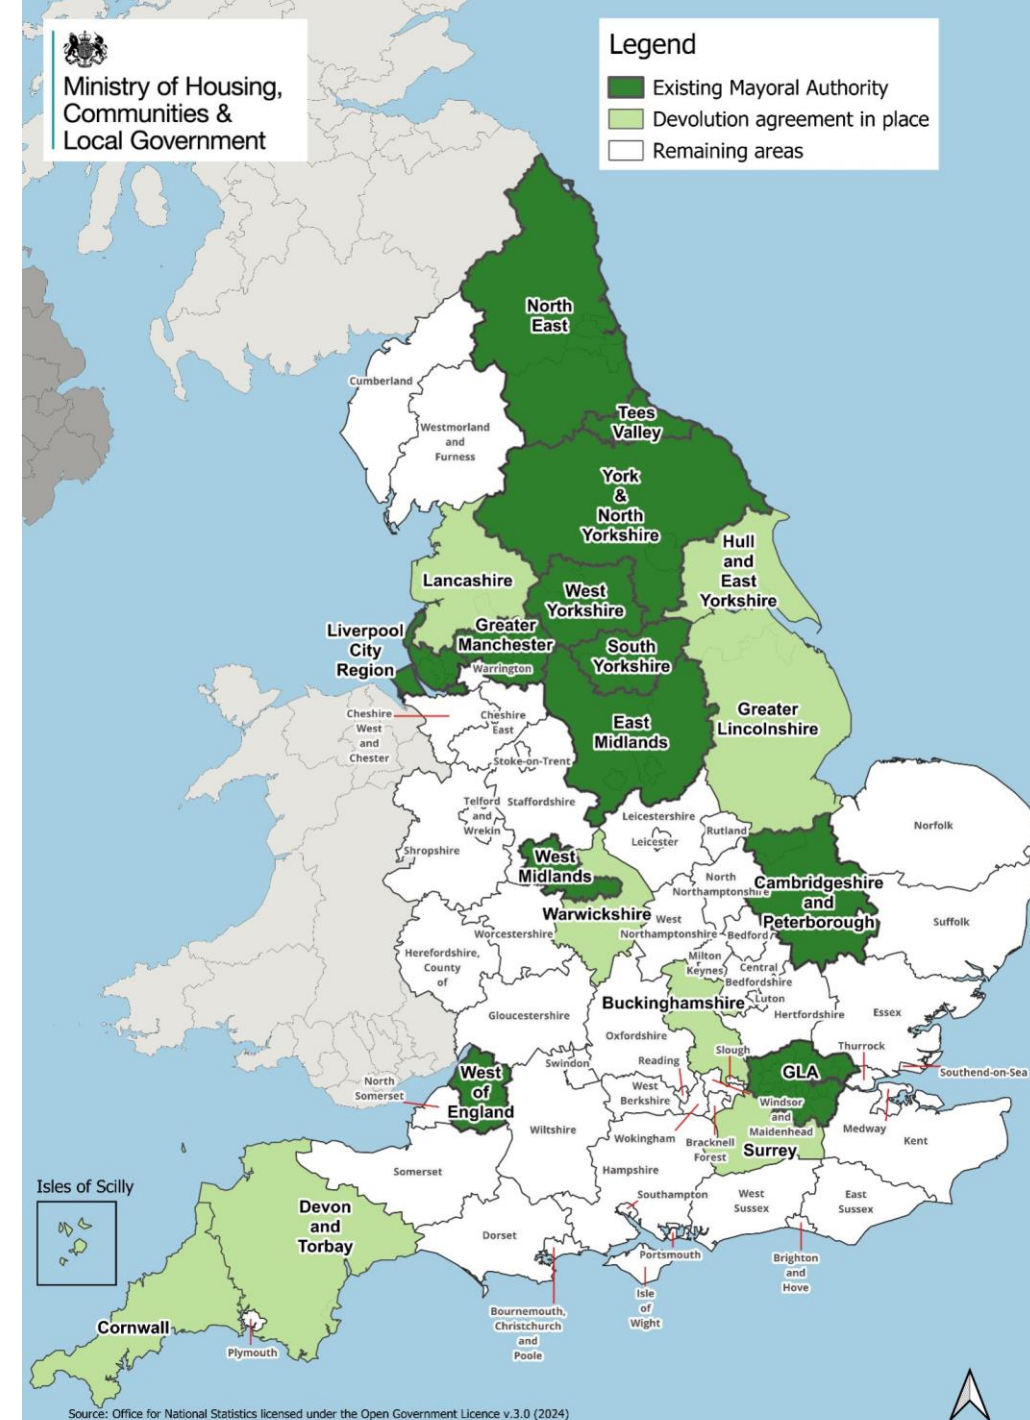 Ministry of Housing,
Communities &
Local Government
Legend
Existing Mayoral Authority
Devolution agreement in place
Remaining areas
North
East
Cumberland
Westmorland
and
Furness
Tees
Valley
York
&
North
Yorkshire
Hull
and
East
Yorkshire
Lancashire
West
Yorkshire
Liverpool
City
Region
Greater
Manchester
South
Yorkshire
Warrington
Cheshire
West
and
Chester
Cheshire
East
East
Midlands
Greater
Lincolnshire
Stoke-on-Trent
Telford
and
Wrekin
Staffordshire
Shropshire
Leicestershire
Leicester
Rutland
Norfolk
West
Midlands
North
Northamptonshire
Cambridgeshire
and
Peterborough
Warwickshire
West
Northamptonshire
Bedford
Suffolk
Worcestershire
Herefordshire,
County
of
Milton
Keynes
Central
Bedfordshire
Luton
Buckinghamshire
Hertfordshire
Essex
Gloucestershire
Oxfordshire
Slough
Thurrock
Reading
Swindon
GLA
Southend-on-Sea
West
of
England
North
Somerset
West
Berkshire
Windsor
and
Maidenhead
Wiltshire
Wokingham
Bracknell
Forest
Surrey
Medway
Kent
Somerset
Hampshire
Isles of Scilly
Southampton
West
Sussex
East
Sussex
Devon
and
Torbay
Dorset
Portsmouth
Brighton
and
Hove
Isle
of
Wight
Bournemouth,
Christchurch
and
Poole
Cornwall
Plymouth
Source: Office for National Statistics licensed under the Open Government Licence v.3.0 (2024)